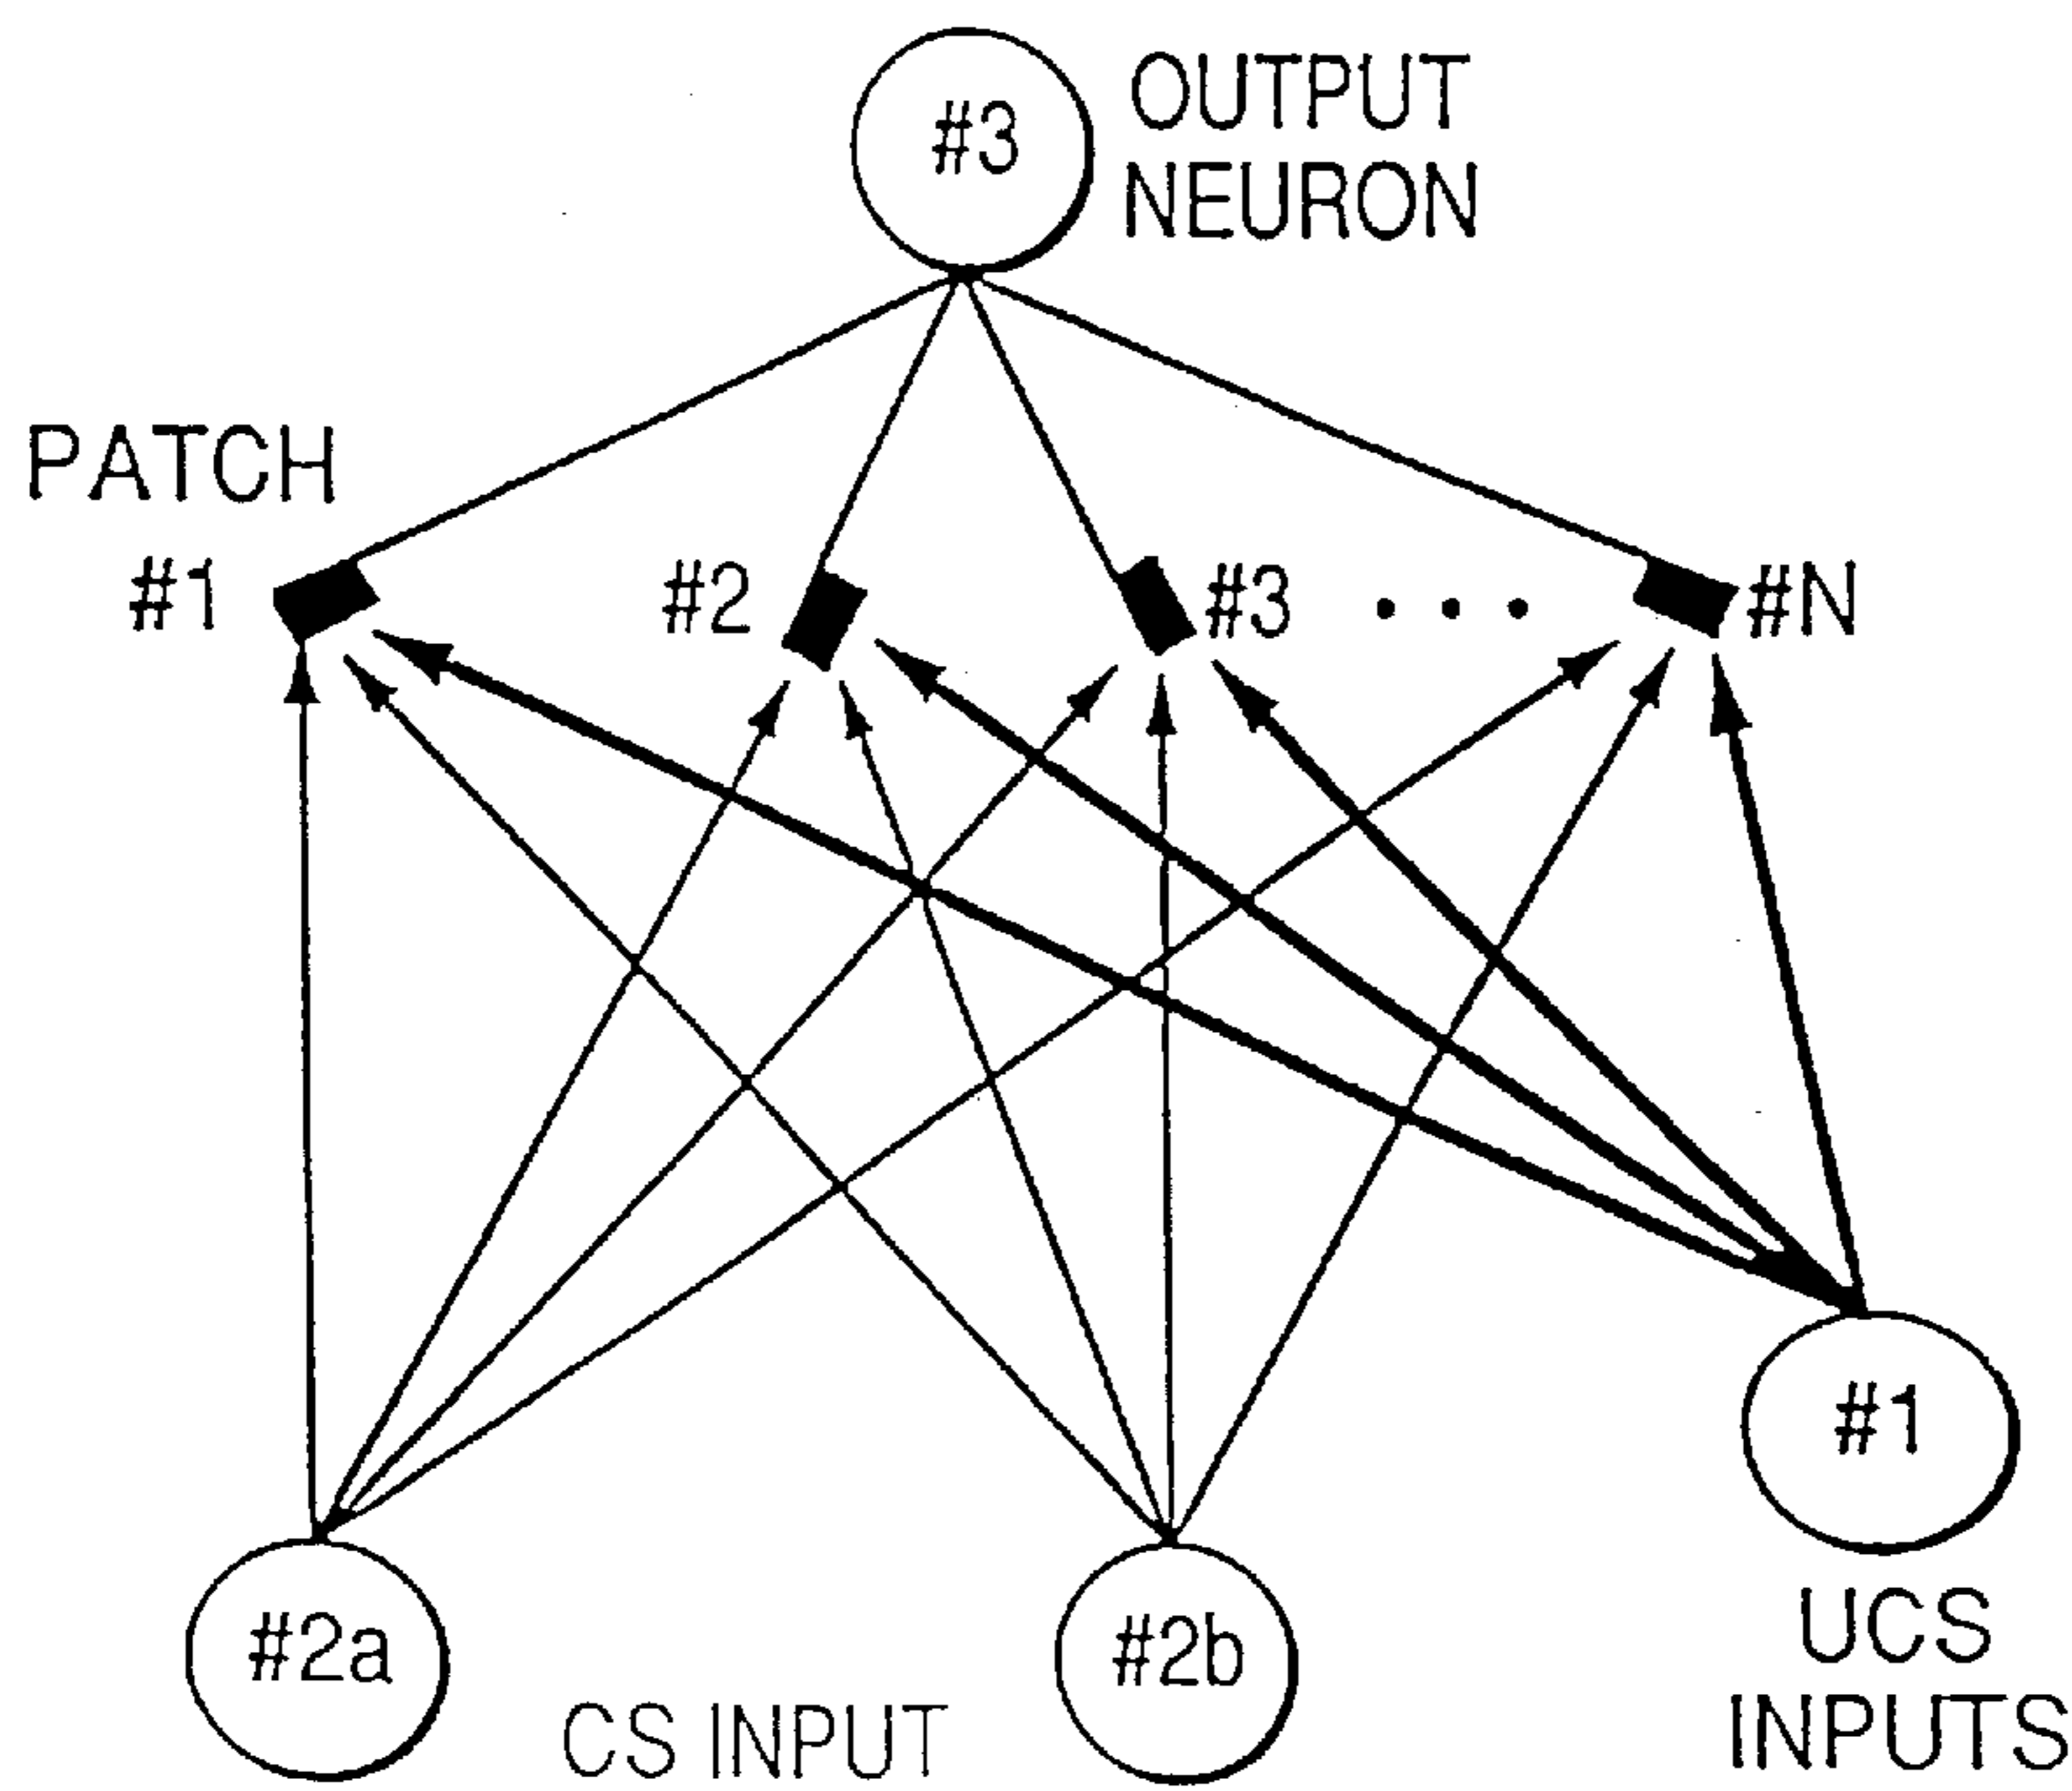 #3
OUTPUT
NEURON
PATCH
#1
#2
#3 • • • #N
#1
UCS
INPUTS
#2a
CS INPUT
#2b